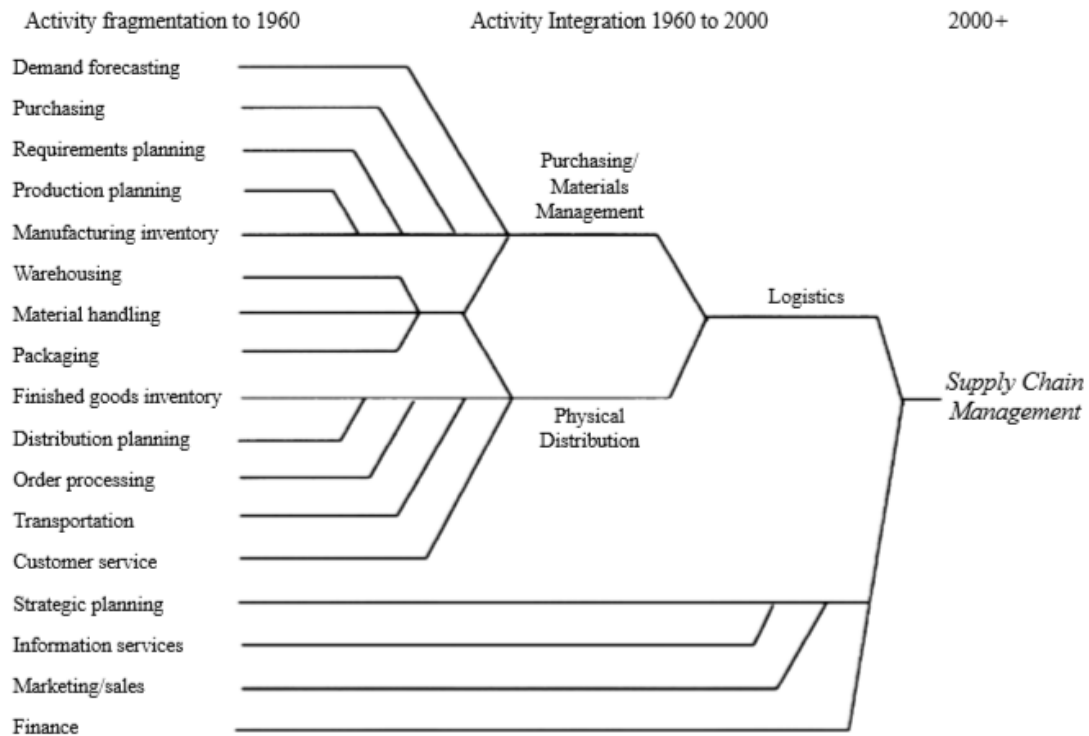 Activity fragmentation to 1960
Activity Integration 1960 to 2000
2000+
Demand forecasting
Purchasing
Requirements planning
Production planning
Manufacturing inventory
Warehousing
Material handling
Packaging
Finished goods inventory
Distribution planning
Order processing
Transportation
Customer service
Strategic planning
Information services
Marketing/sales
Finance
Purchasing/
Materials
Management
Physical
Distribution
Logistics
Supply Chain
Management